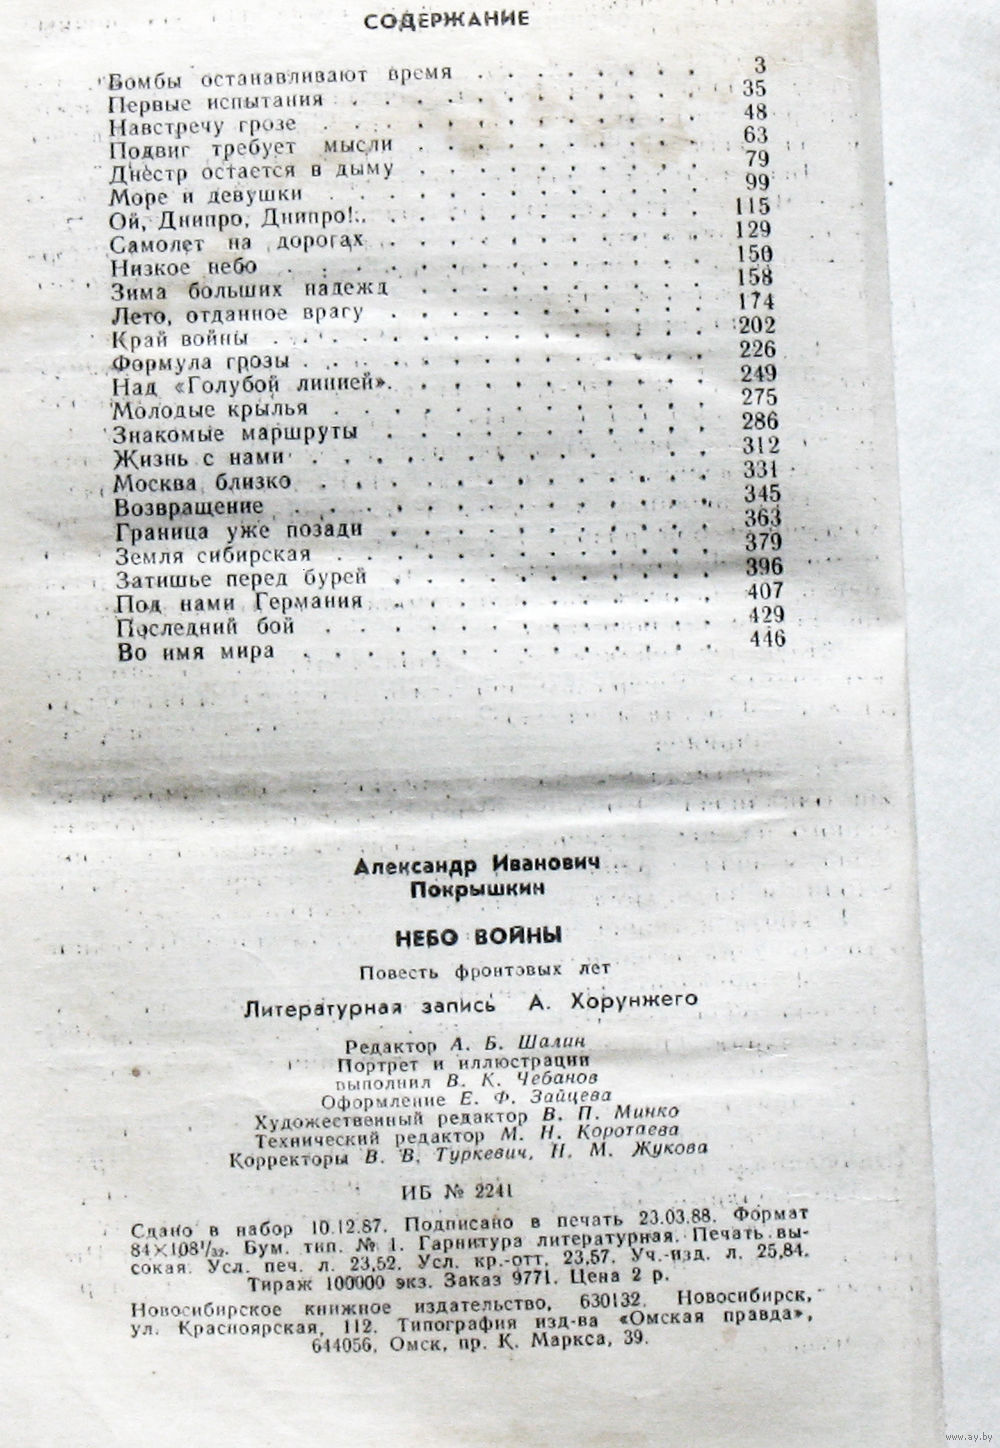 СОДЕРЖАНИЕ
Бомбы останавливают время . . . . . . . 3
Первые испытания . . . . . . . . . . 35
Навстречу грозе . . . . . . . . . . 48
Подвиг требует мысли . . . . . . . . 63
Днестр остается в дыму . . . . . . . . 79
Море и девушки . . . . . . . . . . 99
Ой, Днипро, Днипро!.. . . . . . . . . 115
Самолет на дорогах . . . . . . . . . 129
Низкое небо . . . . . . . . . . . 150
Зима больших надежд . . . . . . . . 158
Лето, отданное врагу . . . . . . . . 174
Край войны . . . . . . . . . . . 202
Формула грозы . . . . . . . . . . 226
Над «Голубой линией». . . . . . . . . 249
Молодые крылья . . . . . . . . . . 275
Знакомые маршруты . . . . . . . . . 286
Жизнь с нами . . . . . . . . . . 312
Москва близко . . . . . . . . . . 331
Возвращение . . . . . . . . . . . 345
Граница уже позади . . . . . . . . . 363
Земля сибирская . . . . . . . . . . 379
Затишье перед бурей . . . . . . . . . 396
Под нами Германия . . . . . . . . . 407
Последний бой . . . . . . . . . . 429
Во имя мира . . . . . . . . . . . 446
Александр Иванович
Покрышкин
НЕБО ВОЙНЫ
Повесть фронтовых лет
Литературная запись А. Хорунжего
Редактор А. Б. Шалин
Портрет и иллюстрации
выполнил В. К. Чебанов
Оформление Е. Ф. Зайцева
Художественный редактор В. П. Минко
Технический редактор М. Н. Коротаева
Корректоры В. В. Туркевич, Н. М. Жукова
ИБ № 2241
Сдано в набор 10.12.87. Подписано в печать 23.03.88. Формат
84×108¹/₃₂. Бум. тип. № 1. Гарнитура литературная. Печать вы-
сокая. Усл. печ. л. 23,52. Усл. кр.-отт. 23,57. Уч.-изд. л. 25,84.
Тираж 100000 экз. Заказ 9771. Цена 2 р.
Новосибирское книжное издательство, 630132, Новосибирск,
ул. Красноярская, 112. Типография изд-ва «Омская правда»,
644056, Омск, пр. К. Маркса, 39.
www.ay.by